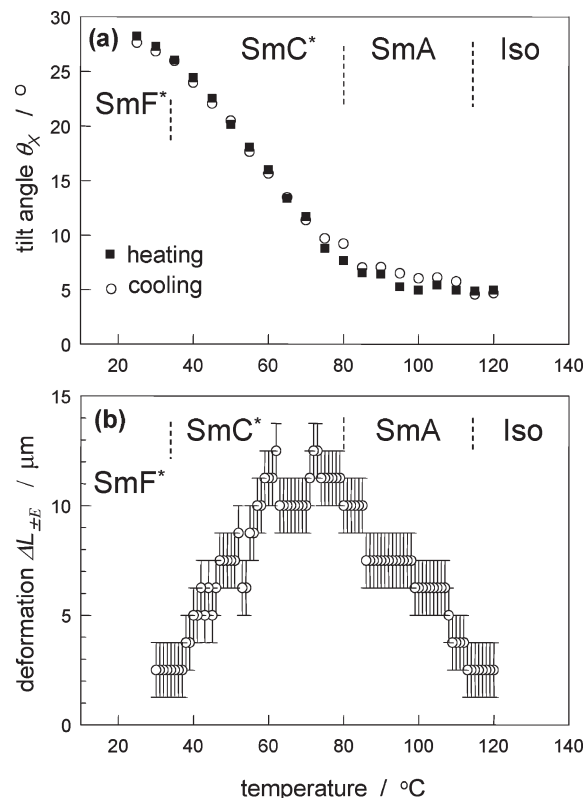 30
(a)
SmC* SmA Iso
25
SmF*
20
tilt angle θX / °
15
10
■ heating
○ cooling
5
0
20 40 60 80 100 120 140
15
(b)
SmC* SmA Iso
SmF*
10
deformation ΔL±E / μm
5
0
20 40 60 80 100 120 140
temperature / °C